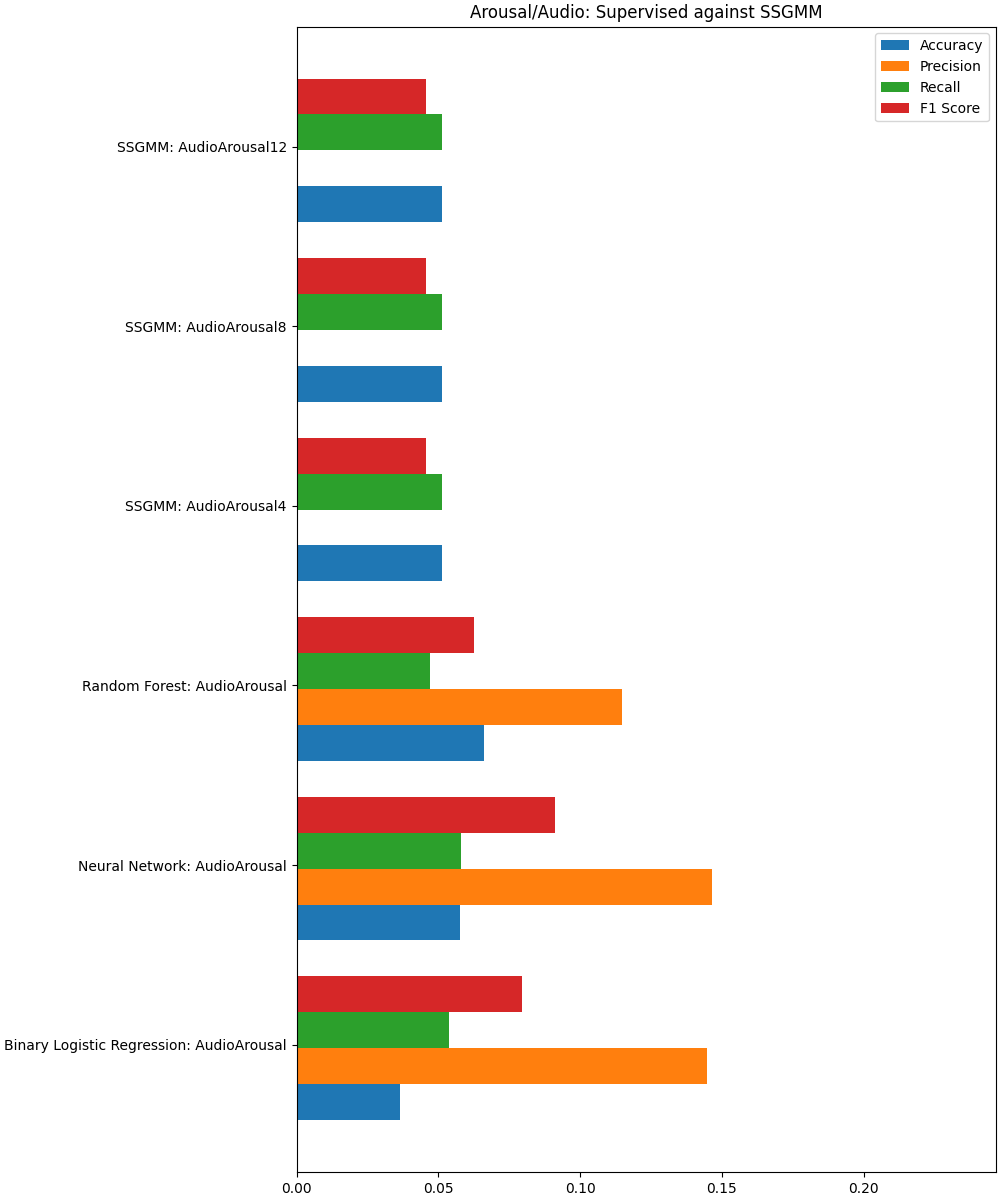 Arousal/Audio: Supervised against SSGMM
Accuracy
Precision
Recall
F1 Score
SSGMM: AudioArousal12
SSGMM: AudioArousal8
SSGMM: AudioArousal4
Random Forest: AudioArousal
Neural Network: AudioArousal
Binary Logistic Regression: AudioArousal
0.00 0.05 0.10 0.15 0.20